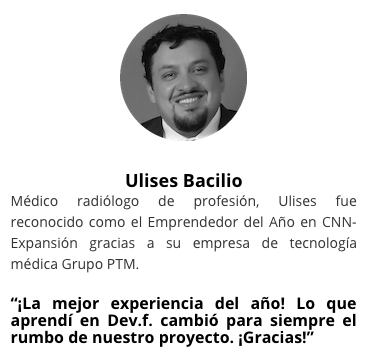 Ulises Bacilio
Médico radiólogo de profesión, Ulises fue
reconocido como el Emprendedor del Año en CNN-
Expansión gracias a su empresa de tecnología
médica Grupo PTM.
“¡La mejor experiencia del año! Lo que
aprendí en Dev.f. cambió para siempre el
rumbo de nuestro proyecto. ¡Gracias!”